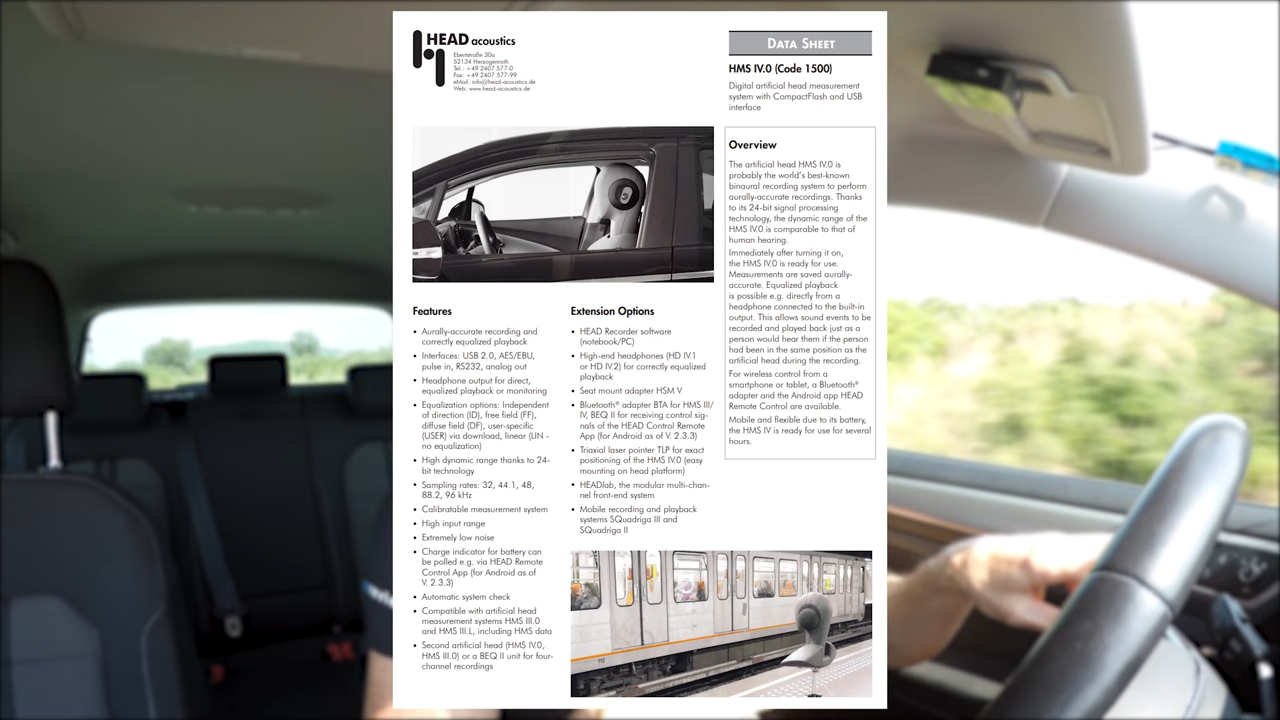 HEAD acoustics
Ebertstraße 30a
52134 Herzogenrath
Tel.: +49 2407 577-0
Fax: +49 2407 577-99
eMail: info@head-acoustics.de
Web: www.head-acoustics.de
DATA SHEET
HMS IV.0 (Code 1500)
Digital artificial head measurement
system with CompactFlash and USB
interface
Overview
The artificial head HMS IV.0 is
probably the world's best-known
binaural recording system to perform
aurally-accurate recordings. Thanks
to its 24-bit signal processing
technology, the dynamic range of the
HMS IV.0 is comparable to that of
human hearing.
Immediately after turning it on,
the HMS IV.0 is ready for use.
Measurements are saved aurally-
accurate. Equalized playback
is possible e.g. directly from a
headphone connected to the built-in
output. This allows sound events to be
recorded and played back just as a
person would hear them if the person
had been in the same position as the
artificial head during the recording.
For wireless control from a
smartphone or tablet, a Bluetooth®
adapter and the Android app HEAD
Remote Control are available.
Mobile and flexible due to its battery,
the HMS IV is ready for use for several
hours.
Features
• Aurally-accurate recording and
correctly equalized playback
• Interfaces: USB 2.0, AES/EBU,
pulse in, RS232, analog out
• Headphone output for direct,
equalized playback or monitoring
• Equalization options: Independent
of direction (ID), free field (FF),
diffuse field (DF), user-specific
(USER) via download, linear (LIN -
no equalization)
• High dynamic range thanks to 24-
bit technology
• Sampling rates: 32, 44.1, 48,
88.2, 96 kHz
• Calibratable measurement system
• High input range
• Extremely low noise
• Charge indicator for battery can
be polled e.g. via HEAD Remote
Control App (for Android as of
V. 2.3.3)
• Automatic system check
• Compatible with artificial head
measurement systems HMS III.0
and HMS III.L, including HMS data
• Second artificial head (HMS IV.0,
HMS III.0) or a BEQ II unit for four-
channel recordings
Extension Options
• HEAD Recorder software
(notebook/PC)
• High-end headphones (HD IV.1
or HD IV.2) for correctly equalized
playback
• Seat mount adapter HSM V
• Bluetooth® adapter BTA for HMS III/
IV, BEQ II for receiving control sig-
nals of the HEAD Control Remote
App (for Android as of V. 2.3.3)
• Triaxial laser pointer TLP for exact
positioning of the HMS IV.0 (easy
mounting on head platform)
• HEADlab, the modular multi-chan-
nel front-end system
• Mobile recording and playback
systems SQuadriga III and
SQuadriga II
112